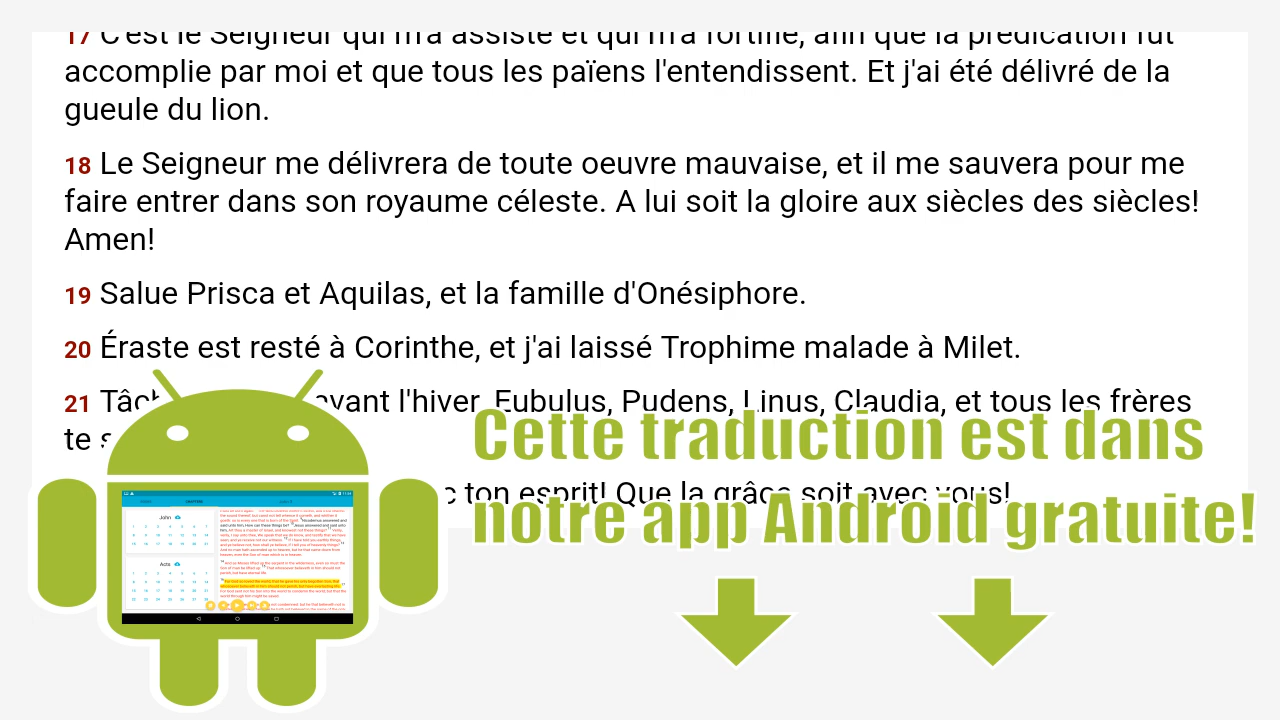 17 C'est le Seigneur qui m'a assisté et qui m'a fortifié, afin que la prédication fût
accomplie par moi et que tous les païens l'entendissent. Et j'ai été délivré de la
gueule du lion.
18 Le Seigneur me délivrera de toute oeuvre mauvaise, et il me sauvera pour me
faire entrer dans son royaume céleste. A lui soit la gloire aux siècles des siècles!
Amen!
19 Salue Prisca et Aquilas, et la famille d'Onésiphore.
20 Éraste est resté à Corinthe, et j'ai laissé Trophime malade à Milet.
21 avant l'hiver. Eubulus, Pudens, Linus, Claudia, et tous les frères
te
Cette traduction est dans
ton esprit! Que la grâce soit avec vous!
notre app Android gratuite!
John
Acts